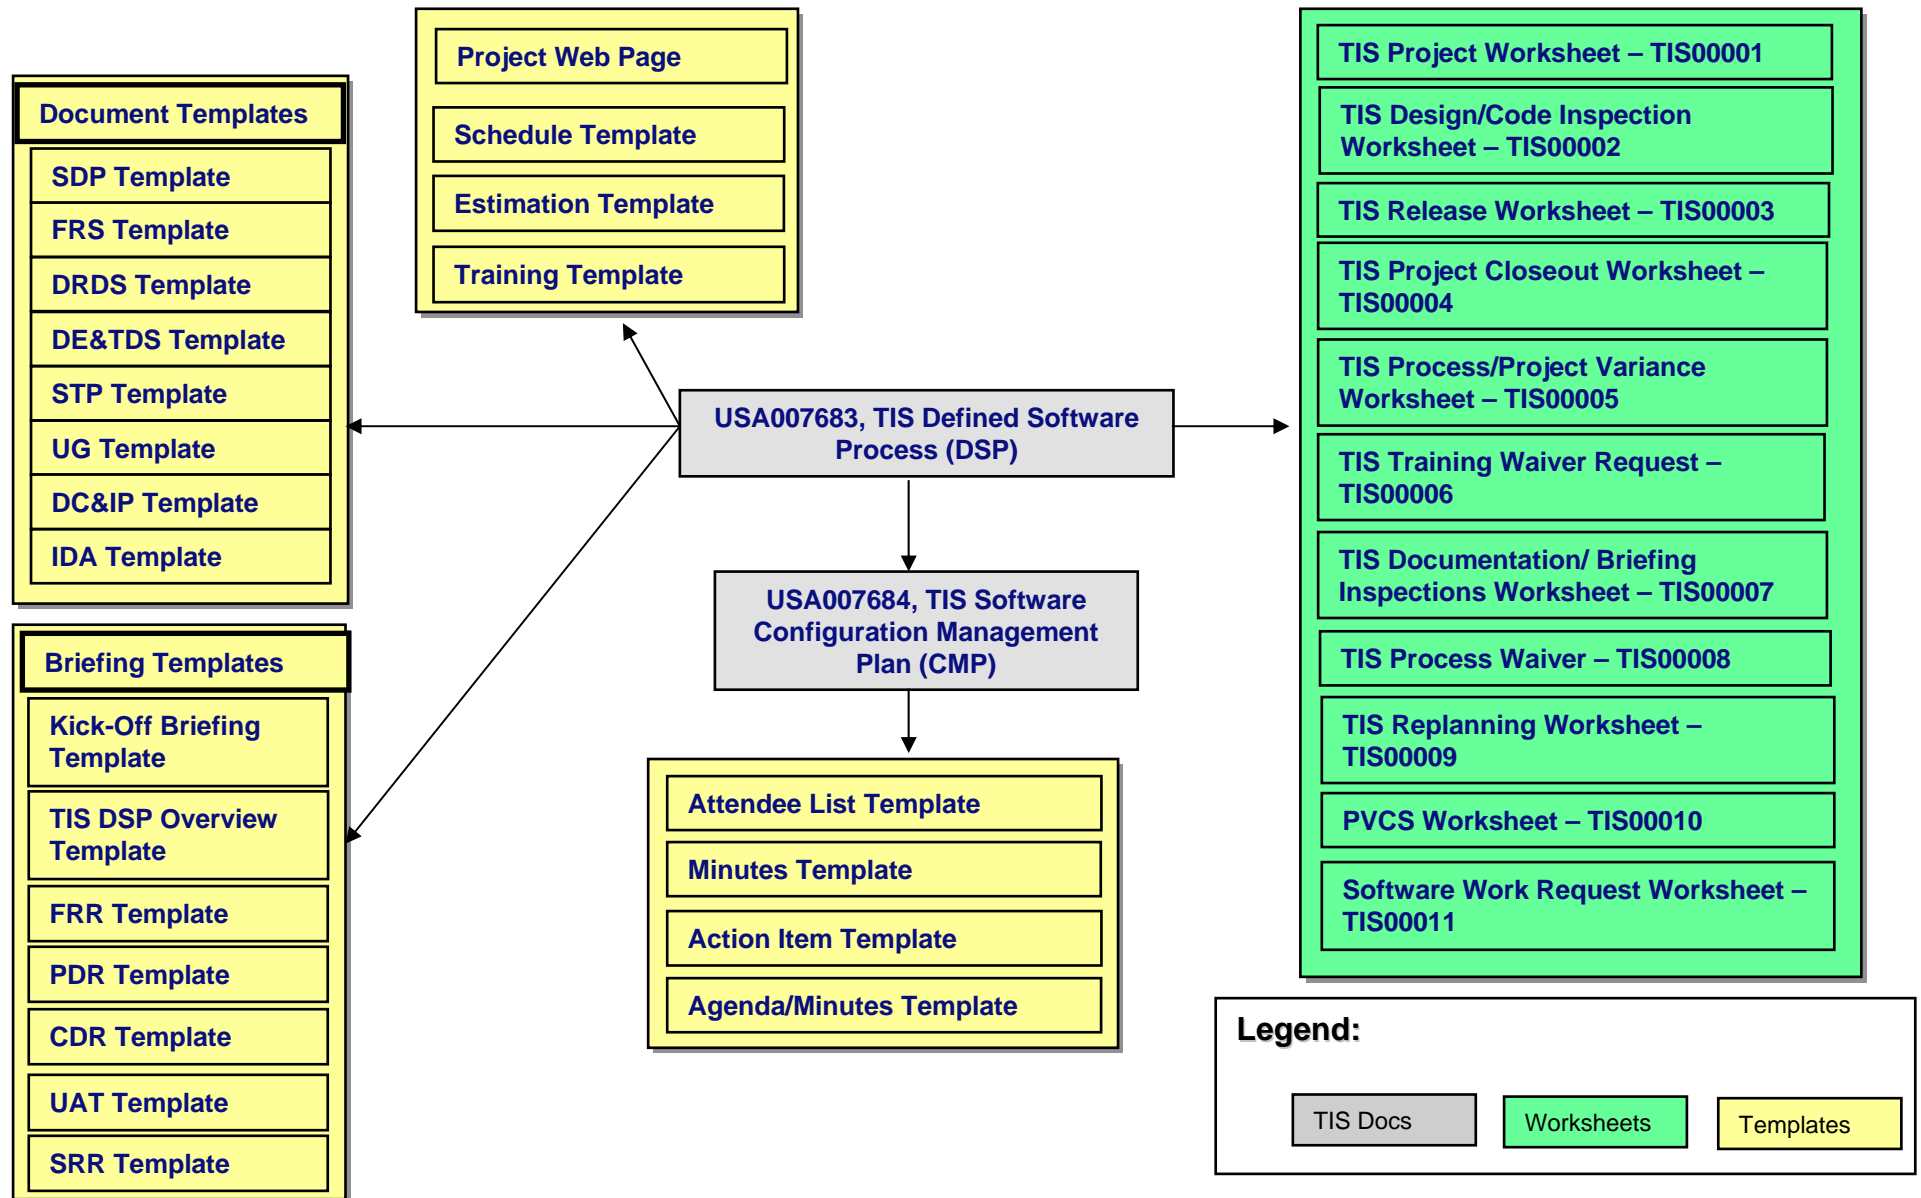 Project Web Page
Schedule Template
Estimation Template
Training Template
Document Templates
SDP Template
FRS Template
DRDS Template
DE&TDS Template
STP Template
UG Template
DC&IP Template
IDA Template
Briefing Templates
Kick-Off Briefing
Template
TIS DSP Overview
Template
FRR Template
PDR Template
CDR Template
UAT Template
SRR Template
USA007683, TIS Defined Software
Process (DSP)
USA007684, TIS Software
Configuration Management
Plan (CMP)
Attendee List Template
Minutes Template
Action Item Template
Agenda/Minutes Template
TIS Project Worksheet – TIS00001
TIS Design/Code Inspection
Worksheet – TIS00002
TIS Release Worksheet – TIS00003
TIS Project Closeout Worksheet –
TIS00004
TIS Process/Project Variance
Worksheet – TIS00005
TIS Training Waiver Request –
TIS00006
TIS Documentation/ Briefing
Inspections Worksheet – TIS00007
TIS Process Waiver – TIS00008
TIS Replanning Worksheet –
TIS00009
PVCS Worksheet – TIS00010
Software Work Request Worksheet –
TIS00011
Legend:
TIS Docs
Worksheets
Templates